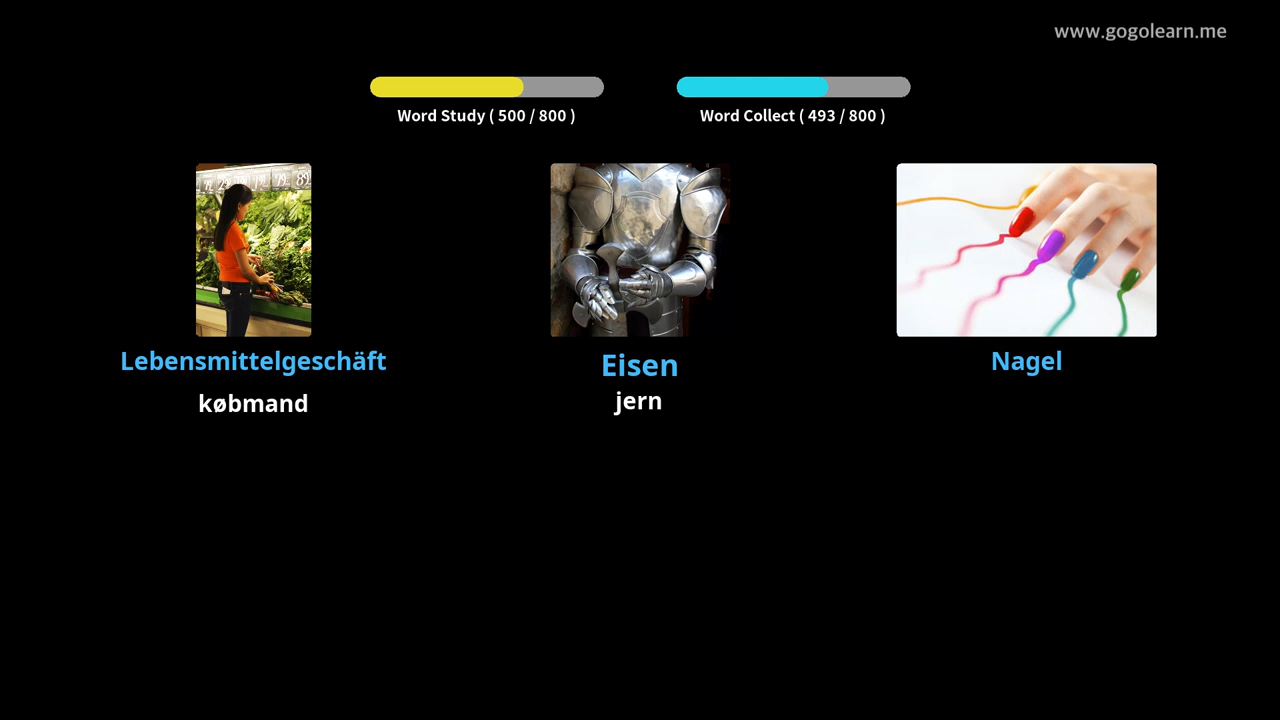 www.gogolearn.me
Word Study ( 500 / 800 )
Word Collect ( 493 / 800 )
Lebensmittelgeschäft
købmand
Eisen
jern
Nagel